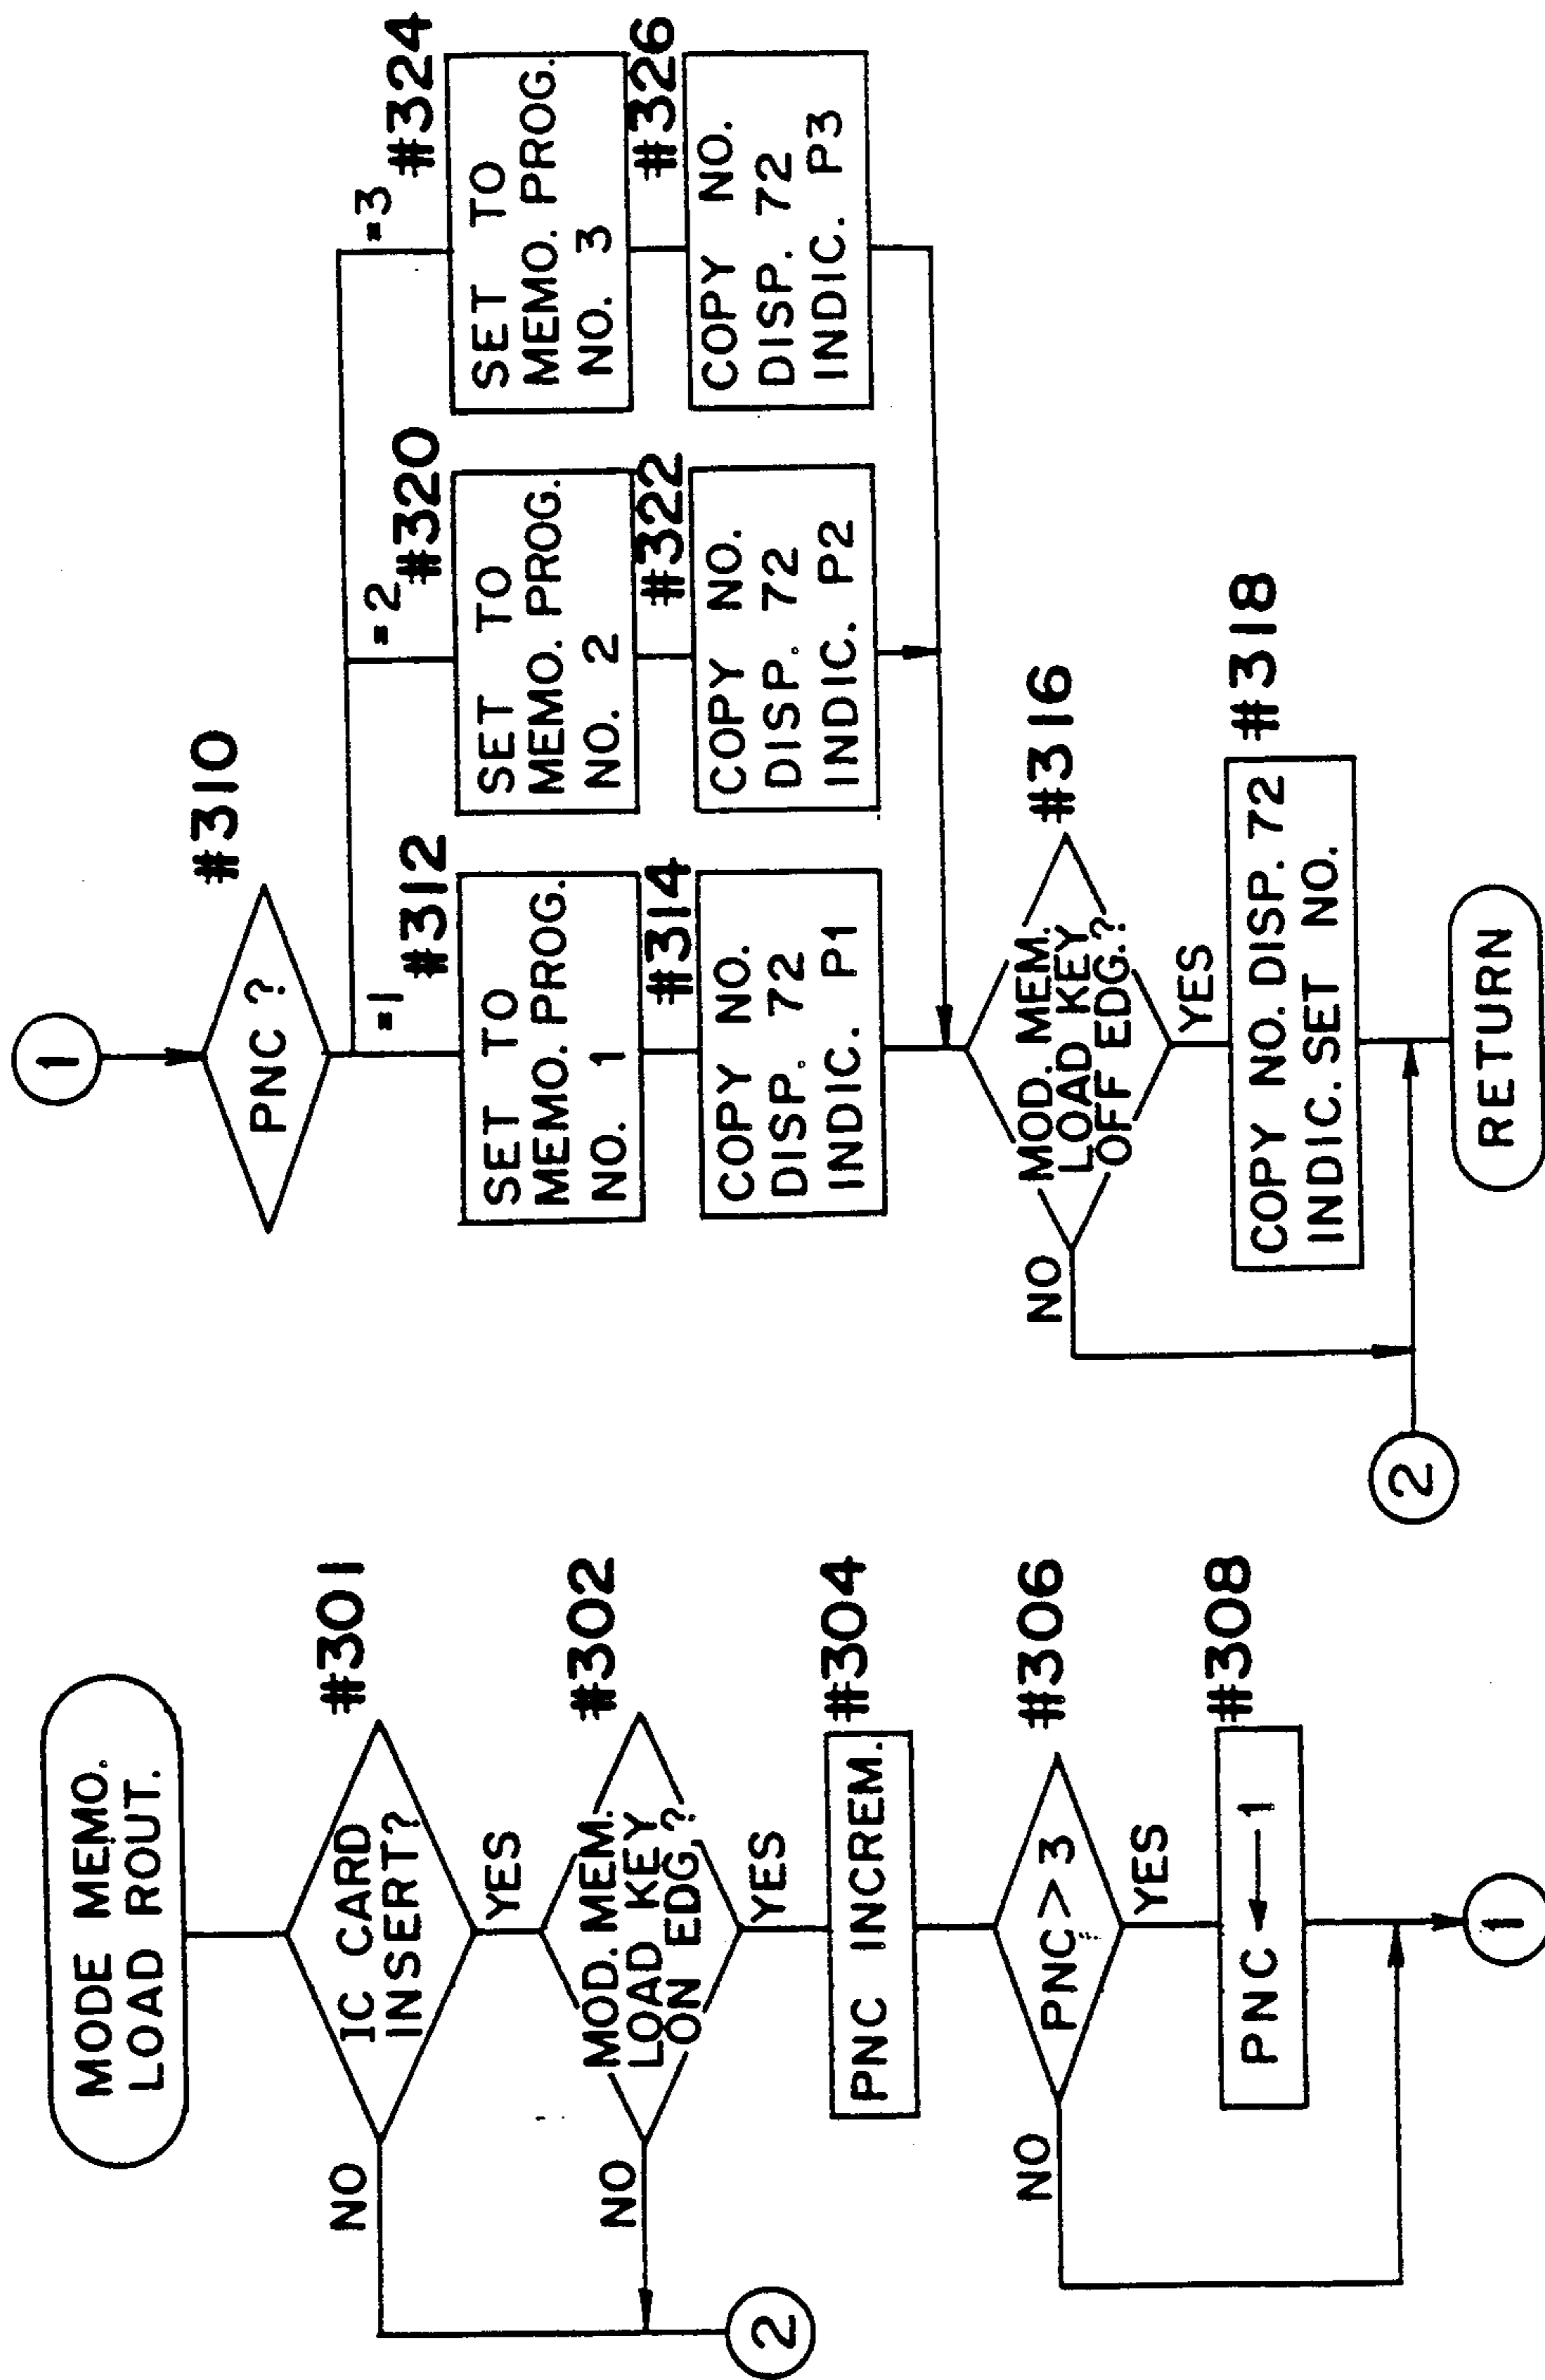 MODE MEMO.
LOAD ROUT.
#301
IC CARD
INSERT?
NO
YES
#302
MOD. MEM.
LOAD KEY
ON EDG.?
NO
YES
2
#304
PNC INCREM.
#306
PNC > 3
NO
YES
#308
PNC ← 1
1
1
#310
PNC ?
=1
#312
SET TO
MEMO. PROG.
NO. 1
#314
COPY NO.
DISP. 72
INDIC. P1
=2
#320
SET TO
MEMO. PROG.
NO. 2
#322
COPY NO.
DISP. 72
INDIC. P2
=3
#324
SET TO
MEMO. PROG.
NO. 3
#326
COPY NO.
DISP. 72
INDIC. P3
#316
MOD. MEM.
LOAD KEY
OFF EDG.?
NO
YES
#318
COPY NO. DISP. 72
INDIC. SET NO.
2
RETURN